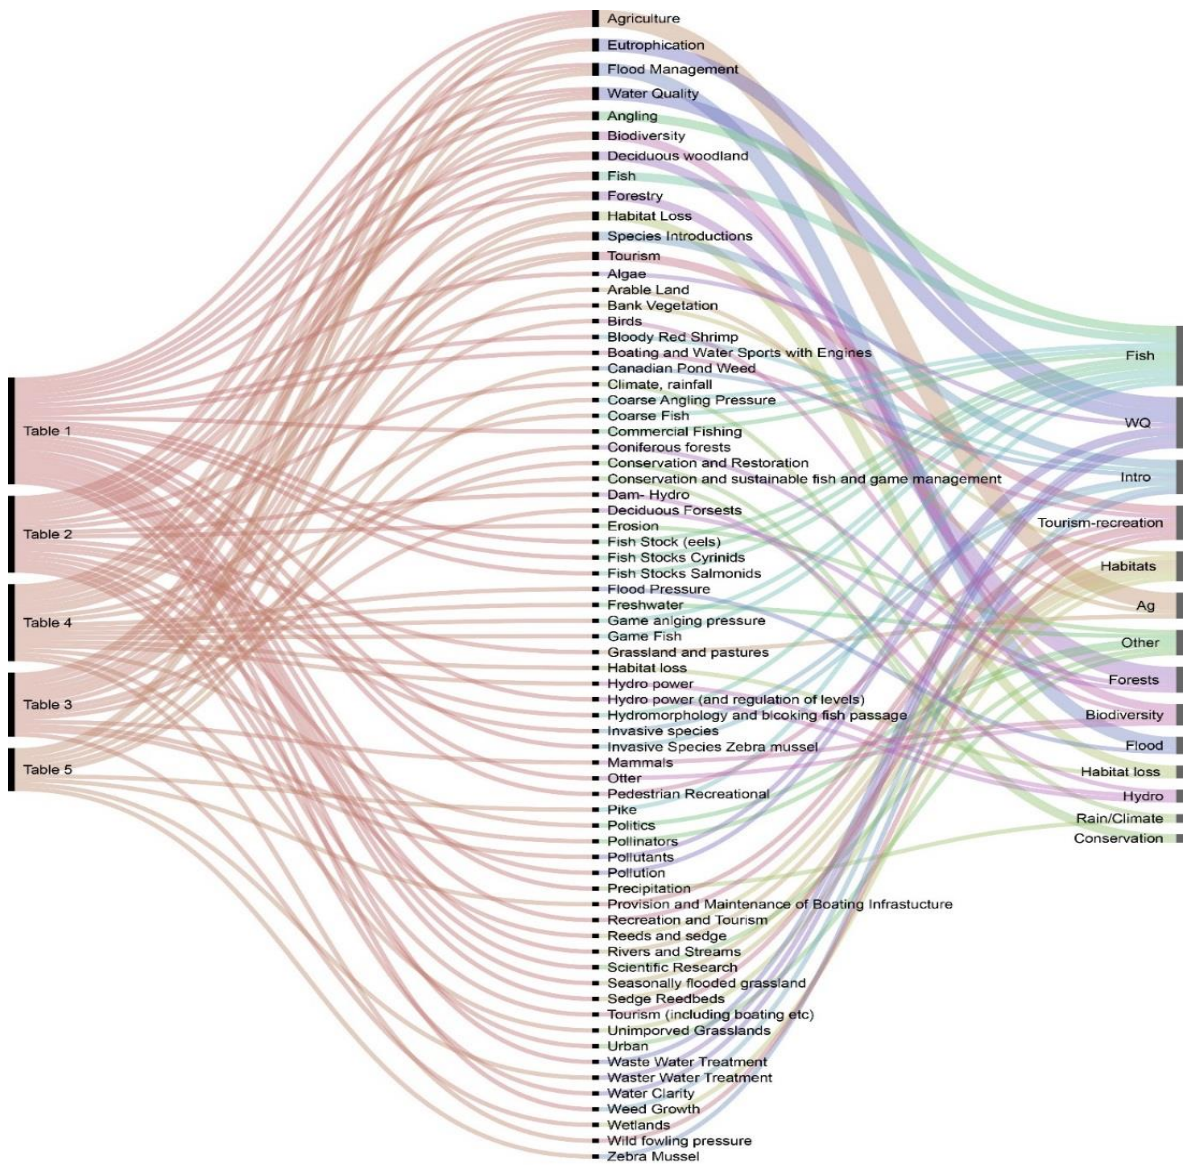 Table 1
Table 2
Table 4
Table 3
Table 5
Agriculture
Eutrophication
Flood Management
Water Quality
Angling
Biodiversity
Deciduous woodland
Fish
Forestry
Habitat Loss
Species Introductions
Tourism
Algae
Arable Land
Bank Vegetation
Birds
Bloody Red Shrimp
Boating and Water Sports with Engines
Canadian Pond Weed
Climate, rainfall
Coarse Angling Pressure
Coarse Fish
Commercial Fishing
Coniferous forests
Conservation and Restoration
Conservation and sustainable fish and game management
Dam- Hydro
Deciduous Forsests
Erosion
Fish Stock (eels)
Fish Stocks Cyrinids
Fish Stocks Salmonids
Flood Pressure
Freshwater
Game anlging pressure
Game Fish
Grassland and pastures
Habitat loss
Hydro power
Hydro power (and regulation of levels)
Hydromorphology and blcoking fish passage
Invasive species
Invasive Species Zebra mussel
Mammals
Otter
Pedestrian Recreational
Pike
Politics
Pollinators
Pollutants
Pollution
Precipitation
Provision and Maintenance of Boating Infrastucture
Recreation and Tourism
Reeds and sedge
Rivers and Streams
Scientific Research
Seasonally flooded grassland
Sedge Reedbeds
Tourism (including boating etc)
Unimporved Grasslands
Urban
Waste Water Treatment
Waster Water Treatment
Water Clarity
Weed Growth
Wetlands
Wild fowling pressure
Zebra Mussel
Fish
WQ
Intro
Tourism-recreation
Habitats
Ag
Other
Forests
Biodiversity
Flood
Habitat loss
Hydro
Rain/Climate
Conservation